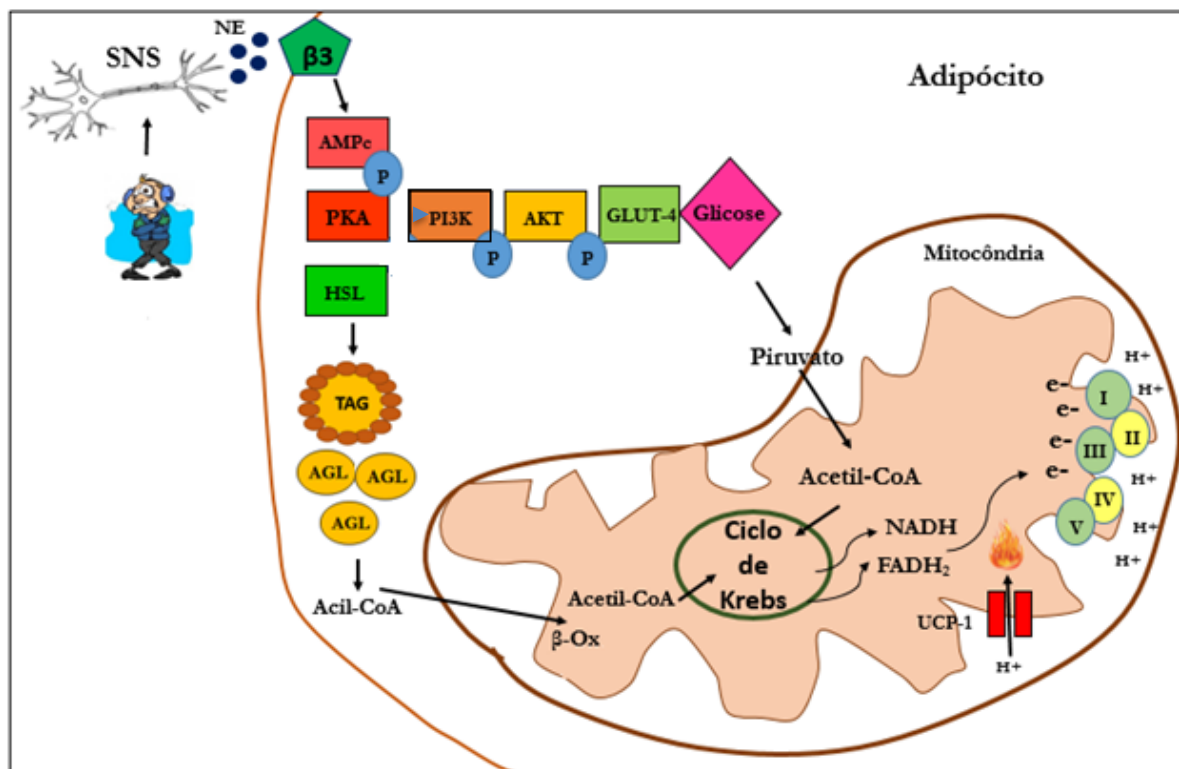 NE
SNS
β3
Adipócito
AMPc
P
PKA
PI3K
AKT
GLUT-4
Glicose
P
P
HSL
Mitocôndria
Piruvato
H+
H+
e-
I
e-
II
TAG
e-
III
e-
H+
AGL
AGL
Acetil-CoA
IV
AGL
V
H+
NADH
H+
Ciclo
de
Krebs
FADH₂
Acil-CoA
Acetil-CoA
β-Ox
UCP-1
H+